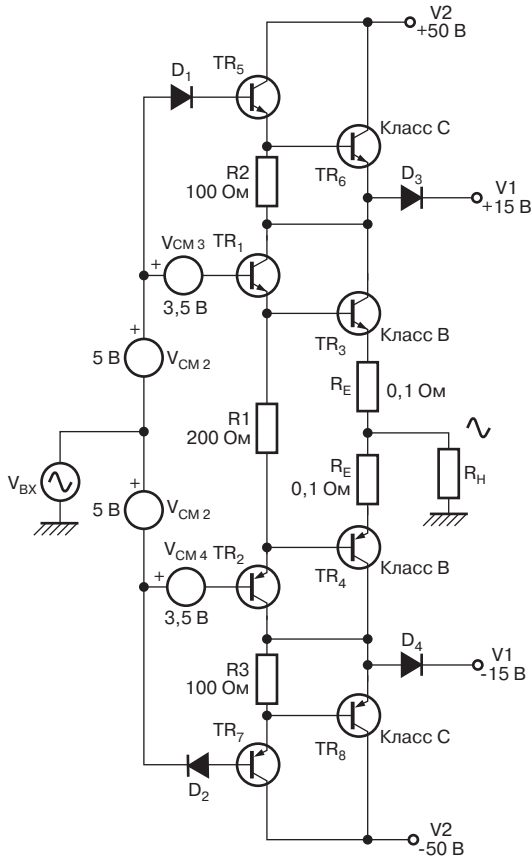 V2
+50 В
D1
TR5
Класс С
R2
100 Ом
TR6
D3
V1
+15 В
+
VСМ 3
TR1
3,5 В
TR3
Класс В
+
5 В
VСМ 2
RE
0,1 Ом
R1
200 Ом
VВХ
RН
+
RE
0,1 Ом
5 В
VСМ 2
VСМ 4
TR2
+
TR4
Класс В
3,5 В
D4
V1
-15 В
R3
100 Ом
TR7
TR8
Класс С
D2
V2
-50 В